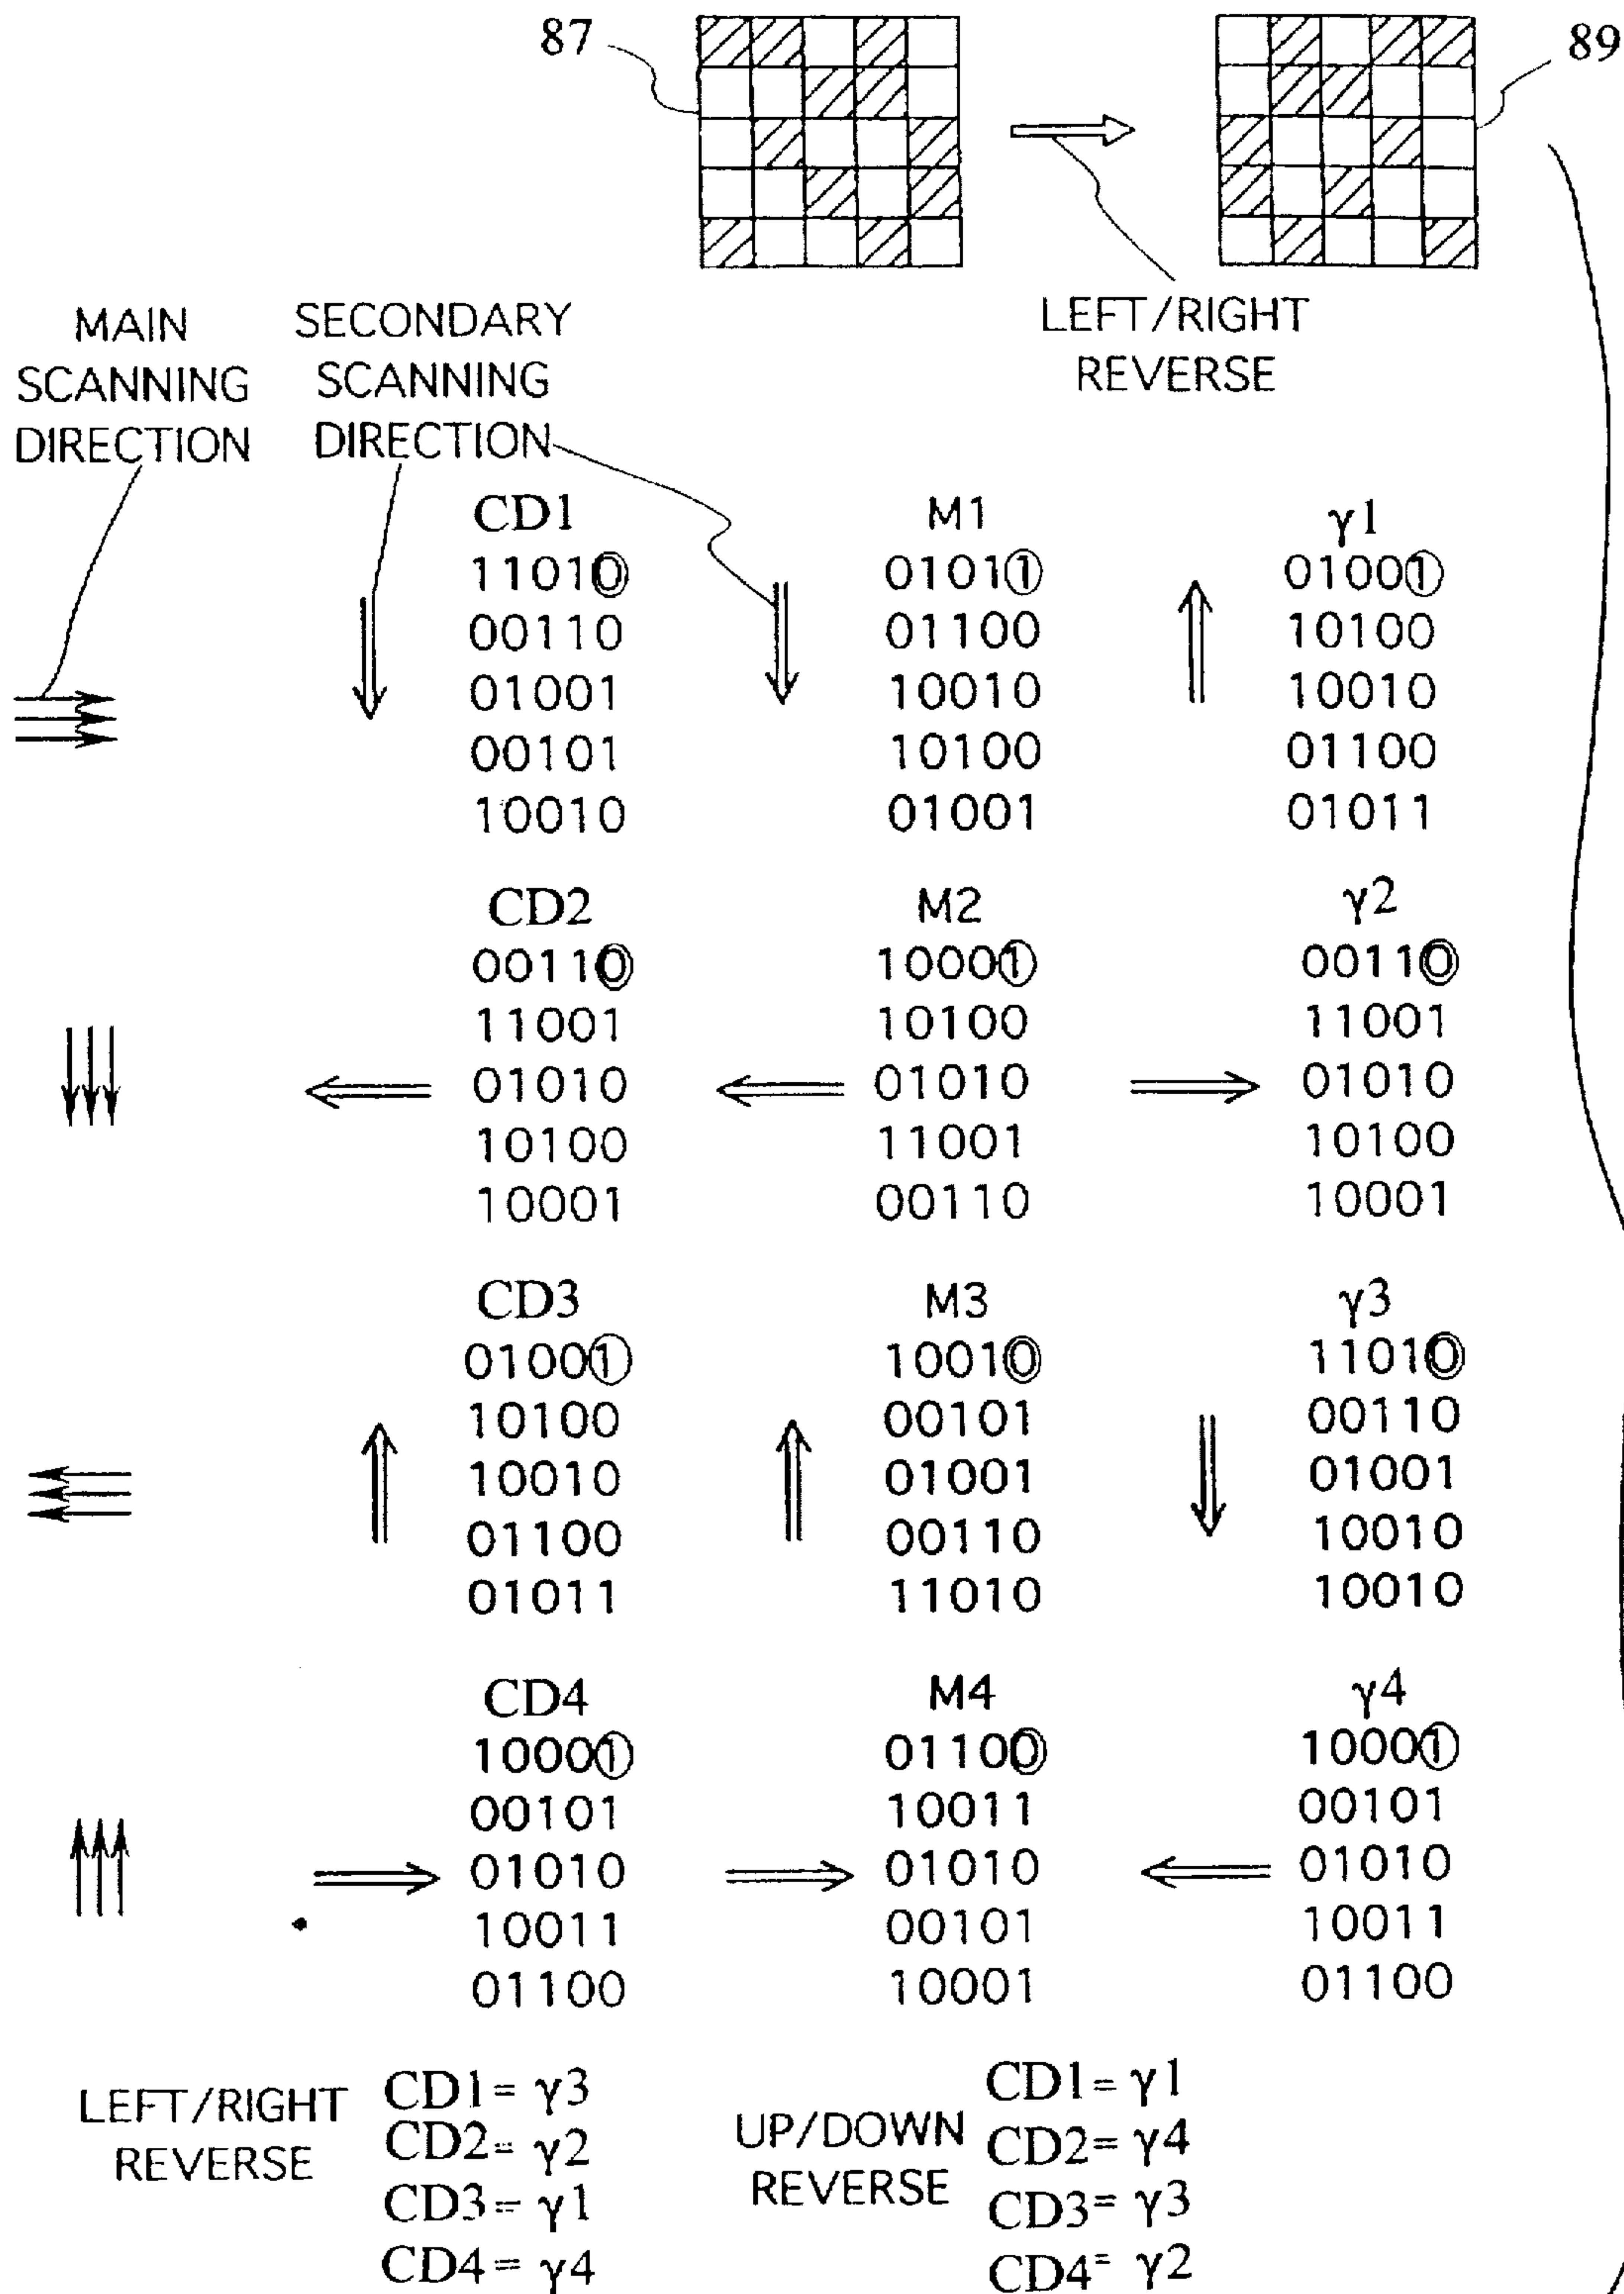 87
89
LEFT/RIGHT
REVERSE
MAIN
SCANNING
DIRECTION
SECONDARY
SCANNING
DIRECTION
CD1 M1 γ1
11010 01011 01001
00110 01100 10100
01001 10010 10010
00101 10100 01100
10010 01001 01011
CD2 M2 γ2
00110 10001 00110
11001 10100 11001
01010 01010 01010
10100 11001 10100
10001 00110 10001
CD3 M3 γ3
01001 10010 11010
10100 00101 00110
10010 01001 01001
01100 00110 10010
01011 11010 10010
CD4 M4 γ4
10001 01100 10001
00101 10011 00101
01010 01010 01010
10011 00101 10011
01100 10001 01100
LEFT/RIGHT
REVERSE
CD1= γ3
CD2= γ2
CD3= γ1
CD4= γ4
UP/DOWN
REVERSE
CD1= γ1
CD2= γ4
CD3= γ3
CD4= γ2